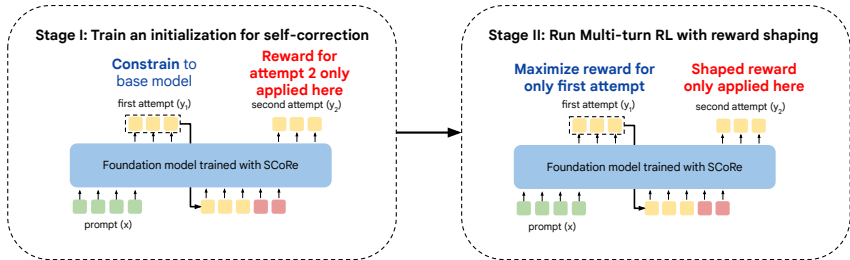 Stage I: Train an initialization for self-correction
Constrain to
base model
Reward for
attempt 2 only
applied here
first attempt (y₁)
second attempt (y₂)
Foundation model trained with SCoRe
prompt (x)
Stage II: Run Multi-turn RL with reward shaping
Maximize reward for
only first attempt
Shaped reward
only applied here
first attempt (y₁)
second attempt (y₂)
Foundation model trained with SCoRe
prompt (x)